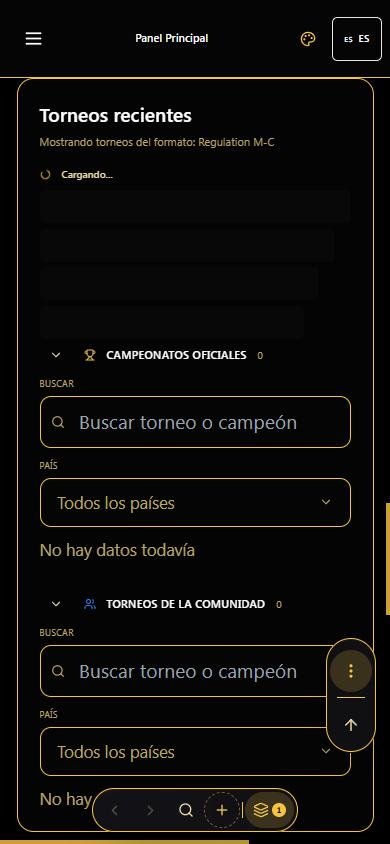 Panel Principal
ES ES
Torneos recientes
Mostrando torneos del formato: Regulation M-C
Cargando...
CAMPEONATOS OFICIALES 0
BUSCAR
Buscar torneo o campeón
PAÍS
Todos los países
No hay datos todavía
TORNEOS DE LA COMUNIDAD 0
BUSCAR
Buscar torneo o campeón
PAÍS
Todos los países
No hay
1